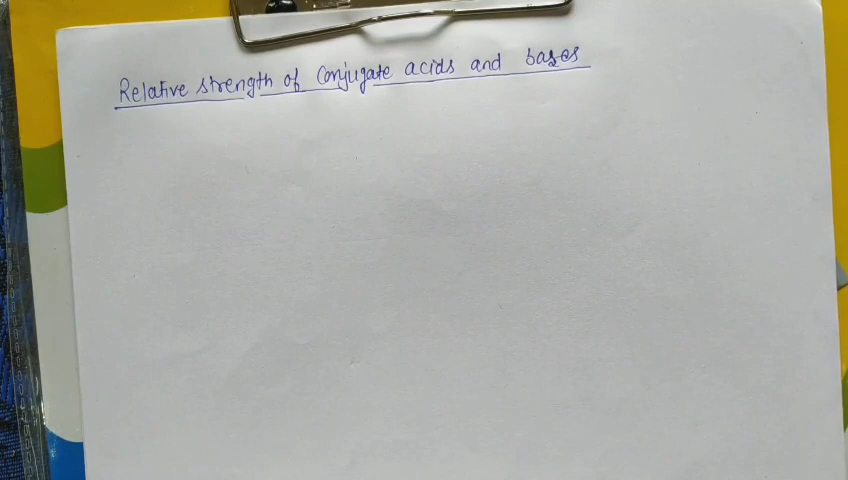 Relative strength of Conjugate acids and bases